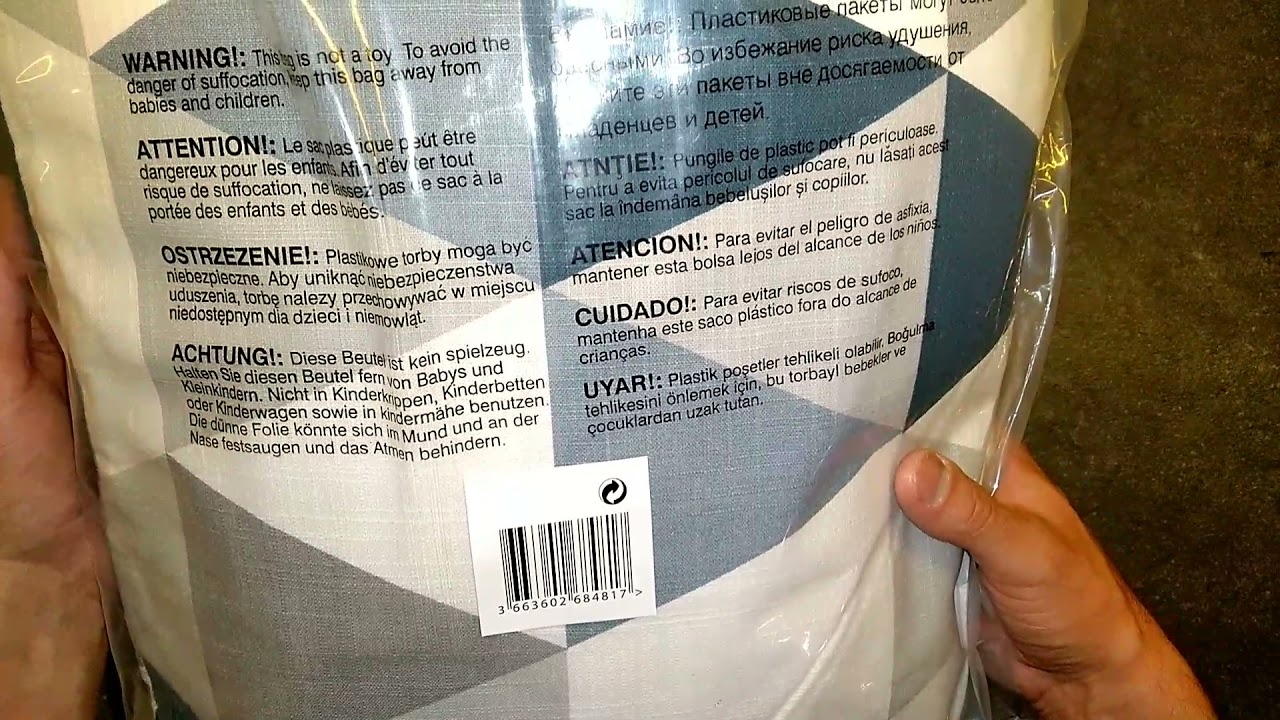 WARNING!: This bag is not a toy. To avoid the
danger of suffocation, keep this bag away from
babies and children.
ATTENTION!: Le sac plastique peut être
dangereux pour les enfants. Afin d'éviter tout
risque de suffocation, ne laissez pas ce sac à la
portée des enfants et des bébés.
OSTRZEZENIE!: Plastikowe torby moga byc
niebezpieczne. Aby uniknąć niebezpieczenstwa
uduszenia, torbę nalezy przechowywać w miejscu
niedostępnym dla dzieci i niemowląt.
ACHTUNG!: Diese Beutel ist kein spielzeug.
Halten Sie diesen Beutel fern von Babys und
Kleinkindern. Nicht in Kinderkrippen, Kinderbetten
oder Kinderwagen sowie in kindermähe benutzen.
Die dünne Folie könnte sich im Mund und an der
Nase festsaugen und das Atmen behindern.
Пластиковые пакеты могут
Во избежание риска удушения,
эти пакеты вне досягаемости от
младенцев и детей.
ATNȚIE!: Pungile de plastic pot fi periculoase.
Pentru a evita pericolul de sufocare, nu lăsați acest
sac la îndemâna bebelușilor și copiilor.
ATENCION!: Para evitar el peligro de asfixia,
mantener esta bolsa lejos del alcance de los niños.
CUIDADO!: Para evitar riscos de sufoco,
mantenha este saco plástico fora do alcance de
crianças.
UYAR!: Plastik poşetler tehlikeli olabilir. Boğulma
tehlikesini önlemek için, bu torbayl bebekler ve
çocuklardan uzak tutan.
3 663602 684817 >